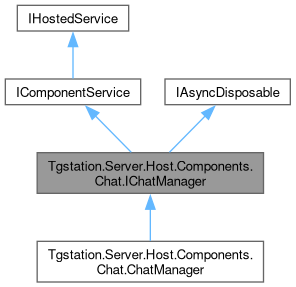 IHostedService
IComponentService
IAsyncDisposable
Tgstation.Server.Host.Components.
Chat.IChatManager
Tgstation.Server.Host.Components.
Chat.ChatManager